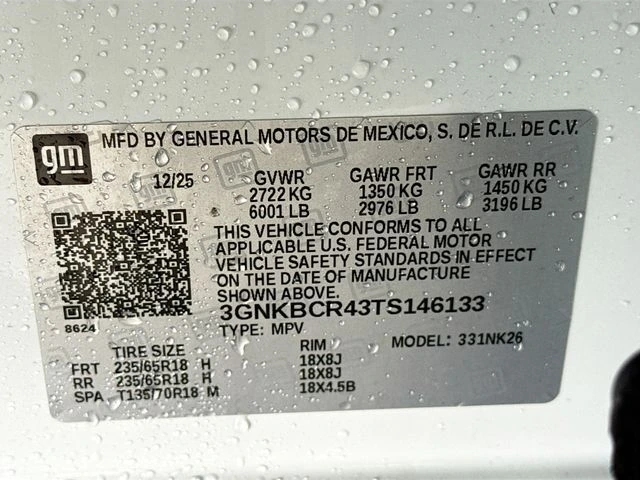 gm
MFD BY GENERAL MOTORS DE MEXICO, S. DE R.L. DE C.V.
12/25 GVWR GAWR FRT GAWR RR
2722 KG 1350 KG 1450 KG
6001 LB 2976 LB 3196 LB
THIS VEHICLE CONFORMS TO ALL
APPLICABLE U.S. FEDERAL MOTOR
VEHICLE SAFETY STANDARDS IN EFFECT
ON THE DATE OF MANUFACTURE
SHOWN ABOVE.
3GNKBCR43TS146133
8624
TYPE: MPV MODEL: 331NK26
TIRE SIZE RIM
FRT 235/65R18 H 18X8J
RR 235/65R18 H 18X8J
SPA T135/70R18 M 18X4.5B